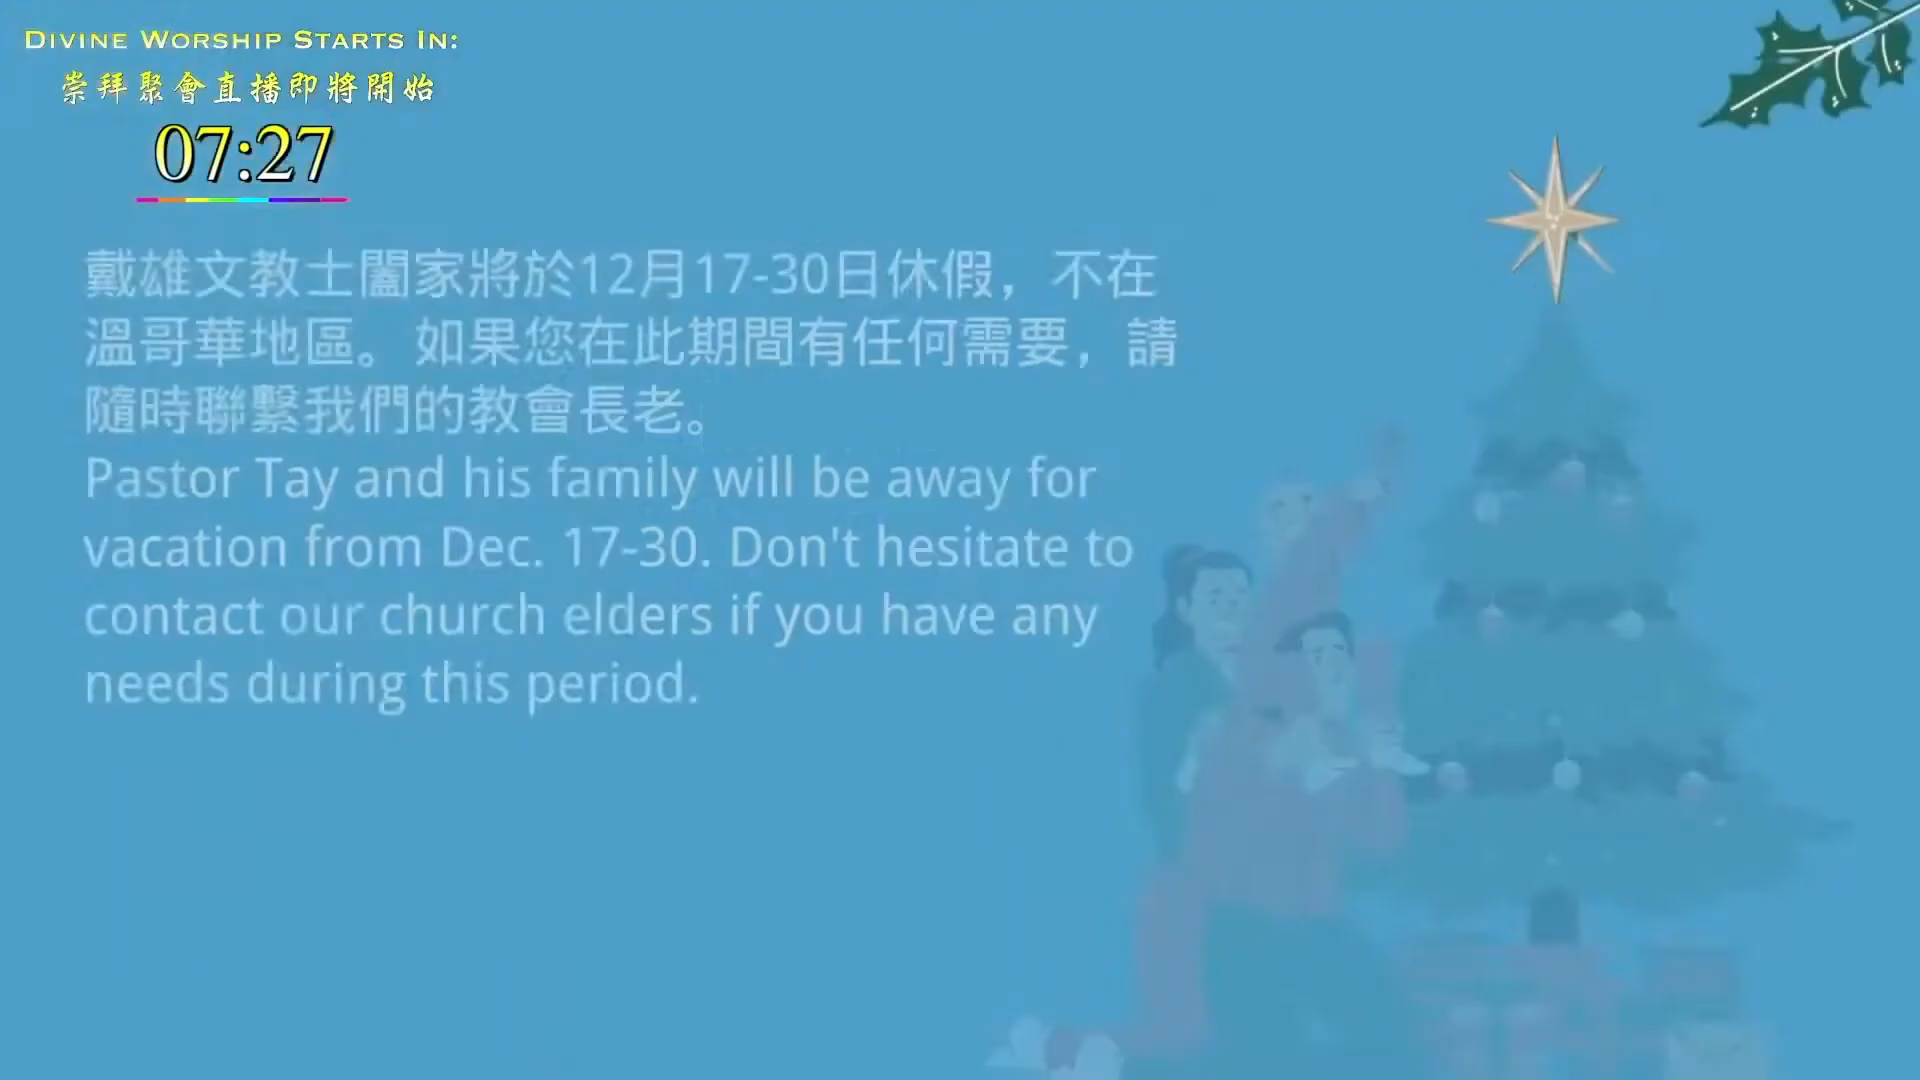 DIVINE WORSHIP STARTS IN:
崇拜聚會直播即將開始
07:27
戴雄文教士闔家將於12月17-30日休假，不在
溫哥華地區。 如果您在此期間有任何需要，請
隨時聯繫我們的教會長老。
Pastor Tay and his family will be away for
vacation from Dec. 17-30. Don't hesitate to
contact our church elders if you have any
needs during this period.